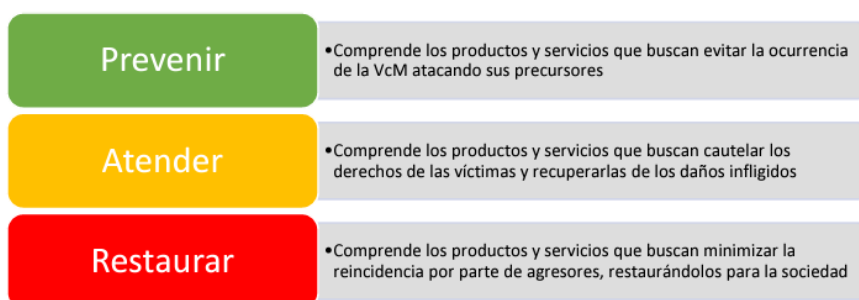 Prevenir
•Comprende los productos y servicios que buscan evitar la ocurrencia
de la VcM atacando sus precursores
Atender
•Comprende los productos y servicios que buscan cautelar los
derechos de las víctimas y recuperarlas de los daños infligidos
Restaurar
•Comprende los productos y servicios que buscan minimizar la
reincidencia por parte de agresores, restaurándolos para la sociedad